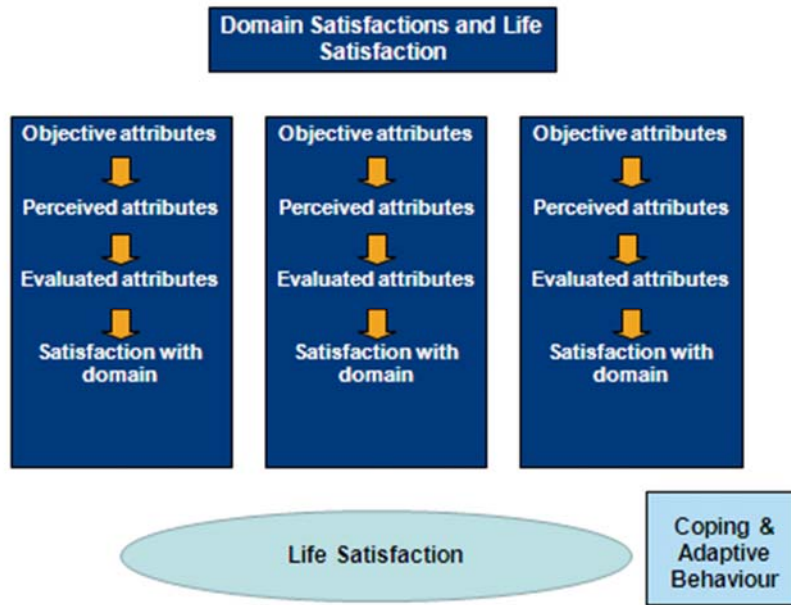 Domain Satisfactions and Life
Satisfaction
Objective attributes
Perceived attributes
Evaluated attributes
Satisfaction with
domain
Objective attributes
Perceived attributes
Evaluated attributes
Satisfaction with
domain
Objective attributes
Perceived attributes
Evaluated attributes
Satisfaction with
domain
Life Satisfaction
Coping &
Adaptive
Behaviour